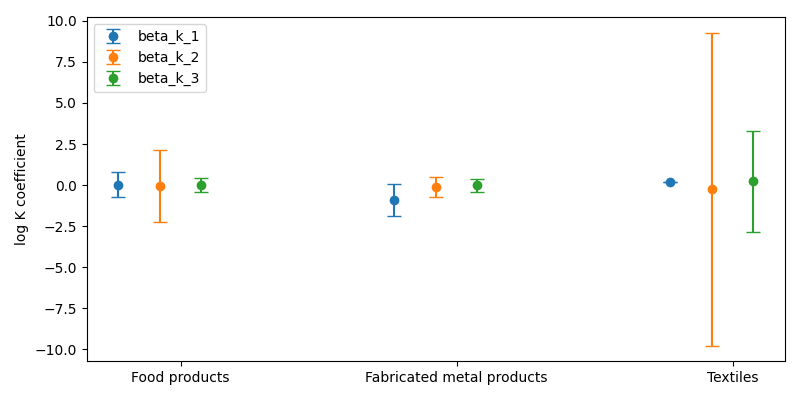 10.0
7.5
5.0
2.5
0.0
−2.5
−5.0
−7.5
−10.0
log K coefficient
beta_k_1
beta_k_2
beta_k_3
Food products
Fabricated metal products
Textiles